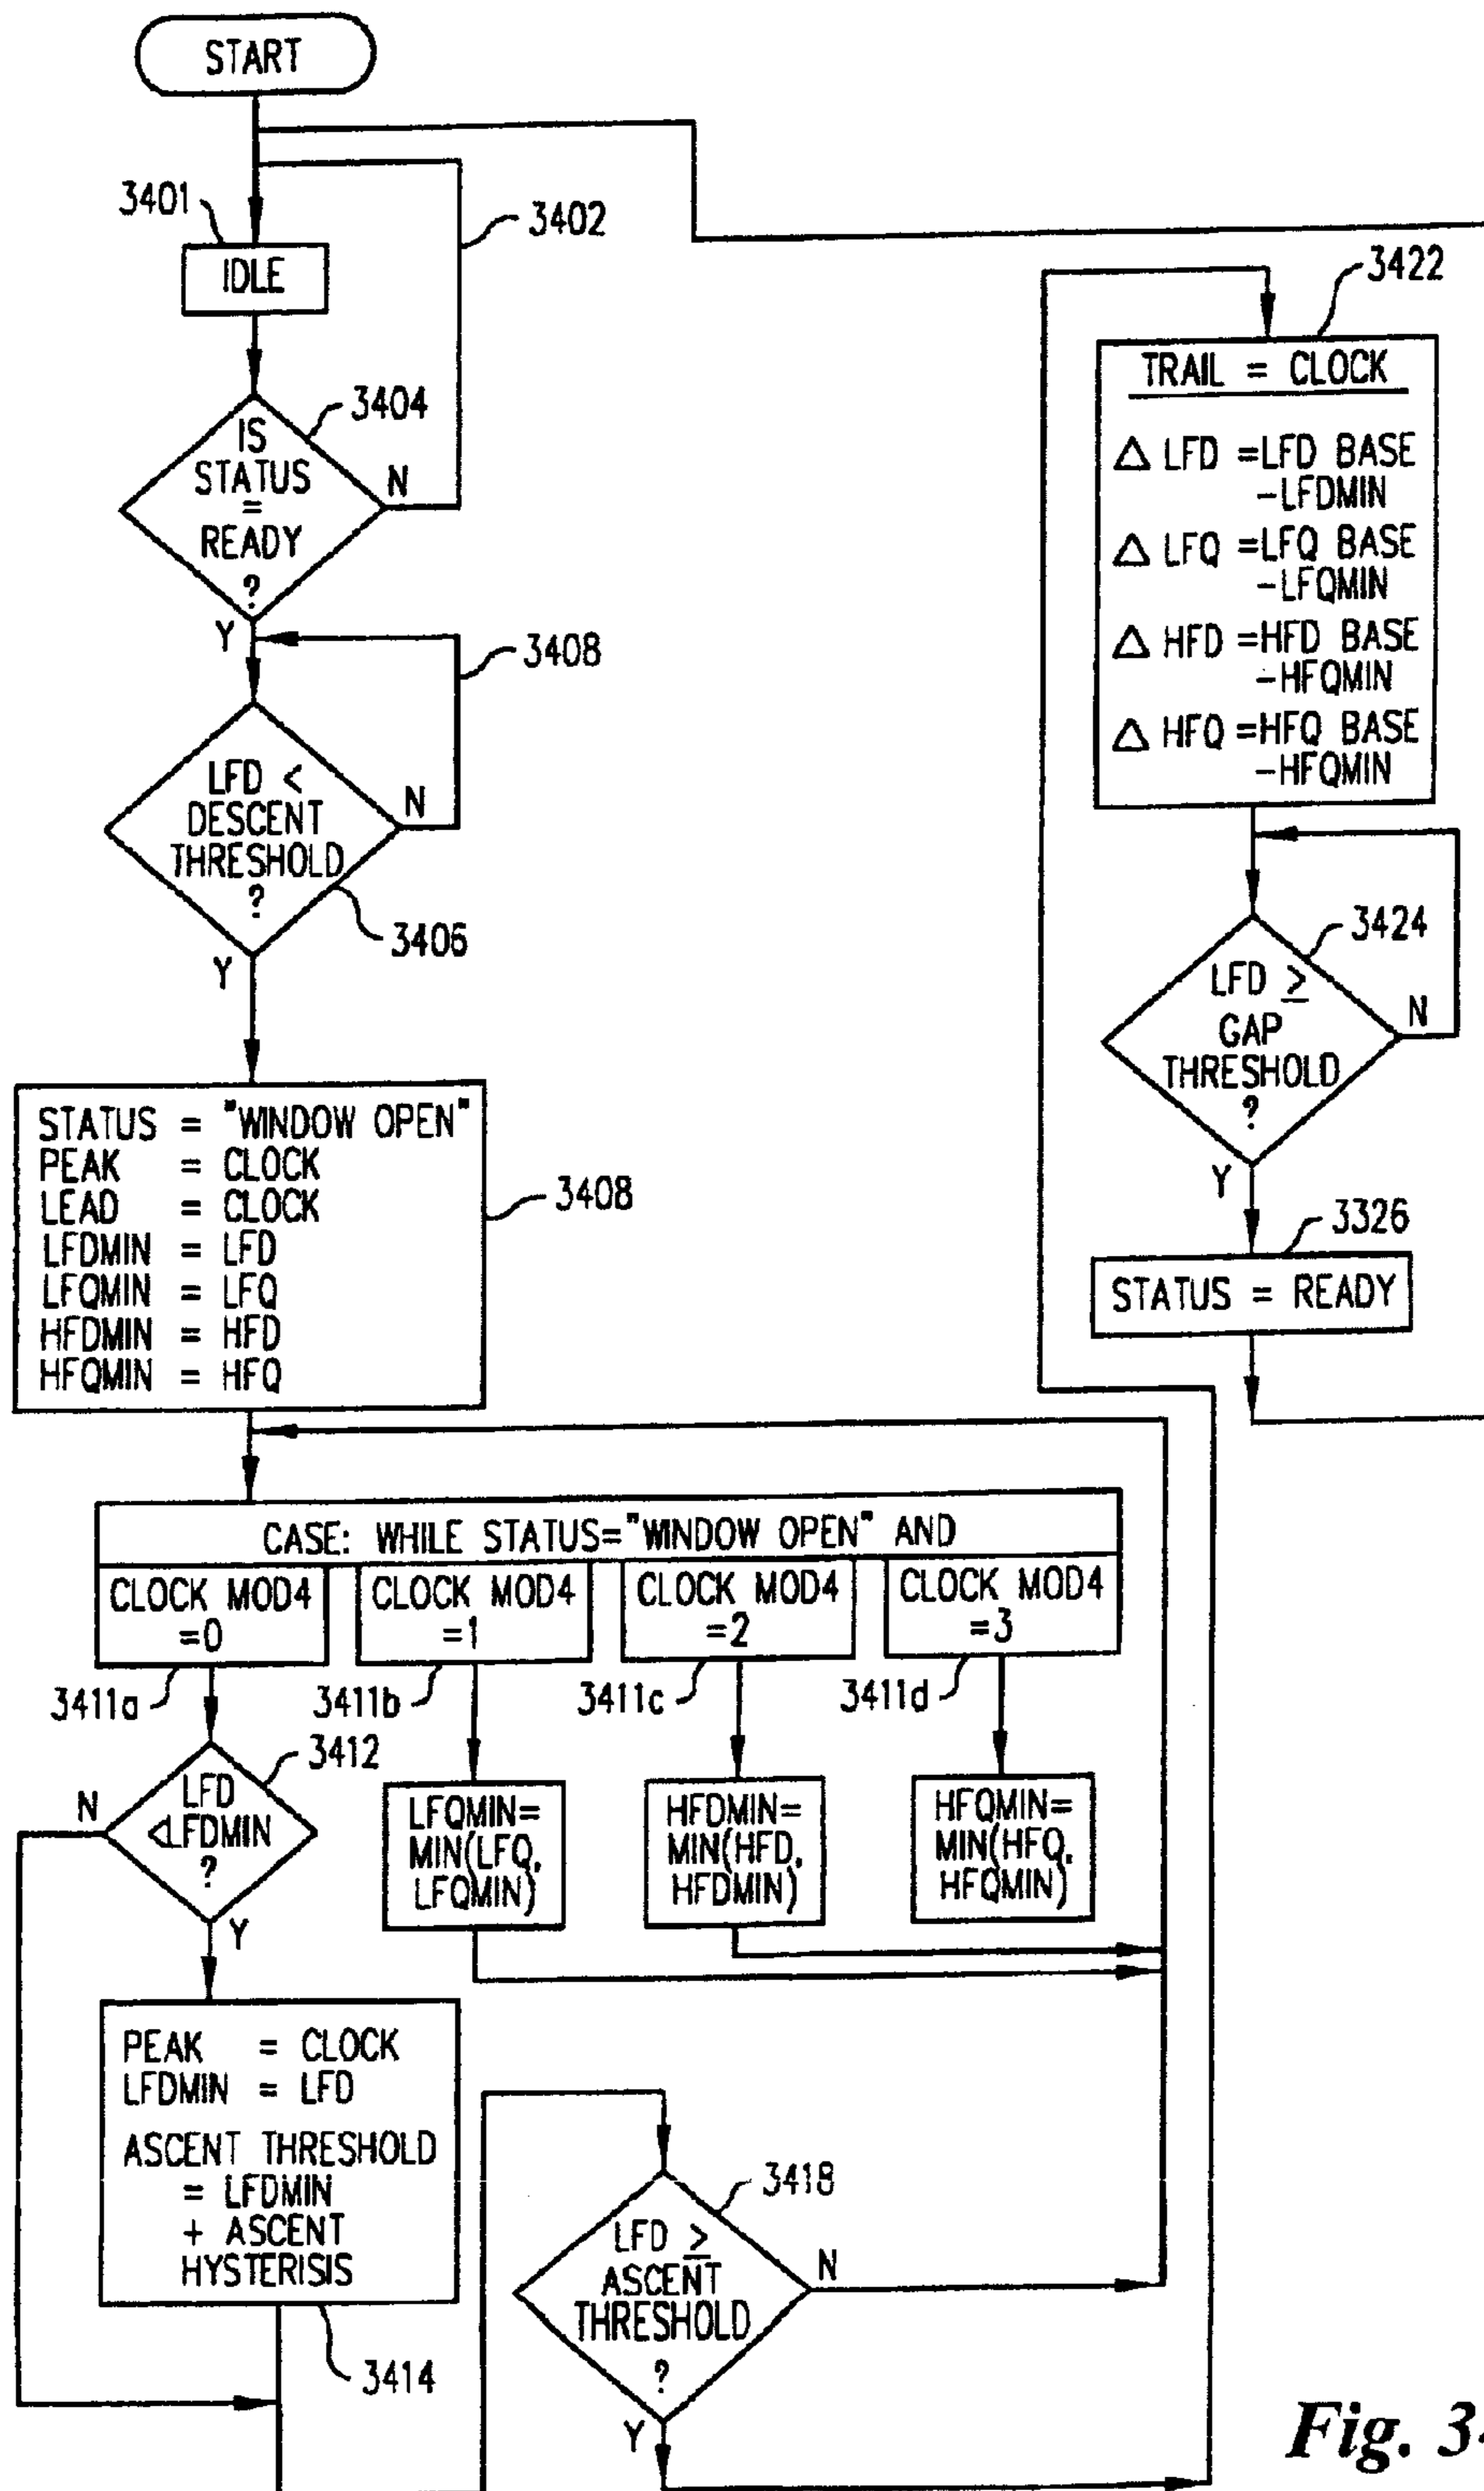 START
3401
3402
IDLE
3404
IS
STATUS
=
READY
?
N
Y
3408
LFD <
DESCENT
THRESHOLD
?
N
3406
Y
STATUS = "WINDOW OPEN"
PEAK = CLOCK
LEAD = CLOCK
LFDMIN = LFD
LFQMIN = LFQ
HFDMIN = HFD
HFQMIN = HFQ
3408
CASE: WHILE STATUS="WINDOW OPEN" AND
CLOCK MOD4
=0
CLOCK MOD4
=1
CLOCK MOD4
=2
CLOCK MOD4
=3
3411a
3411b
3411c
3411d
3412
LFD
<LFDMIN
?
N
Y
LFQMIN=
MIN(LFQ,
LFQMIN)
HFDMIN=
MIN(HFD,
HFDMIN)
HFQMIN=
MIN(HFQ,
HFQMIN)
PEAK = CLOCK
LFDMIN = LFD
ASCENT THRESHOLD
= LFDMIN
+ ASCENT
HYSTERISIS
3414
3418
LFD ≥
ASCENT
THRESHOLD
?
N
Y
3422
TRAIL = CLOCK
△ LFD =LFD BASE
-LFDMIN
△ LFQ =LFQ BASE
-LFQMIN
△ HFD =HFD BASE
-HFQMIN
△ HFQ =HFQ BASE
-HFQMIN
3424
LFD ≥
GAP
THRESHOLD
?
N
Y
3326
STATUS = READY
Fig.